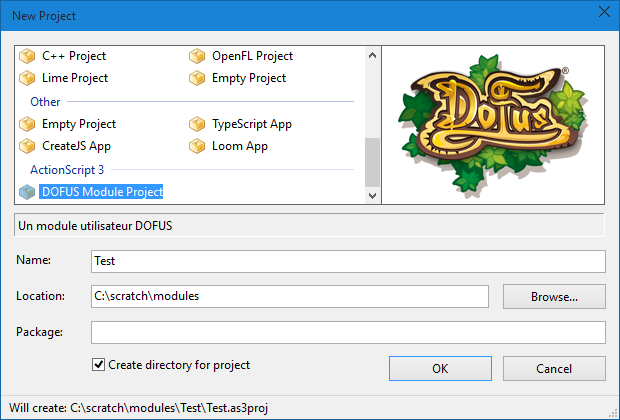 New Project
C++ Project
OpenFL Project
Lime Project
Empty Project
Other
Empty Project
TypeScript App
CreateJS App
Loom App
ActionScript 3
DOFUS Module Project
Dofus®
Un module utilisateur DOFUS
Name:
Test
Location:
C:\scratch\modules
Browse...
Package:
Create directory for project
OK
Cancel
Will create: C:\scratch\modules\Test\Test.as3proj